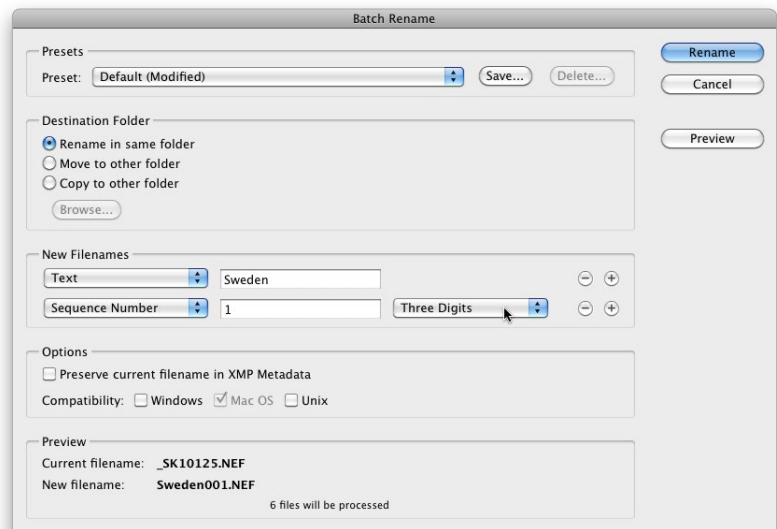 Batch Rename
Presets
Preset: Default (Modified) Save... Delete...
Rename
Cancel
Preview
Destination Folder
Rename in same folder
Move to other folder
Copy to other folder
Browse...
New Filenames
Text Sweden
Sequence Number 1 Three Digits
Options
Preserve current filename in XMP Metadata
Compatibility: Windows Mac OS Unix
Preview
Current filename: _SK10125.NEF
New filename: Sweden001.NEF
6 files will be processed